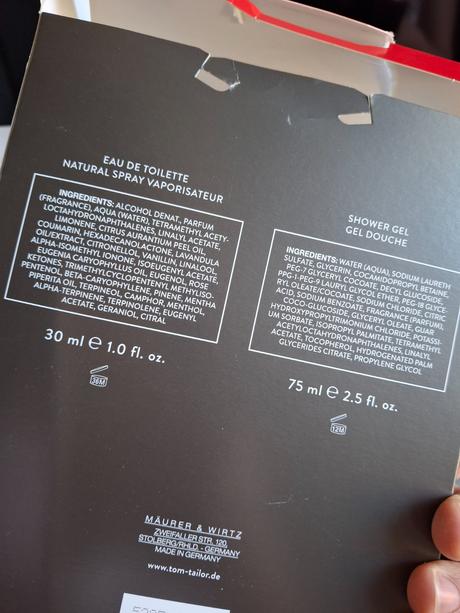 EAU DE TOILETTE
NATURAL SPRAY VAPORISATEUR
INGREDIENTS: ALCOHOL DENAT., PARFUM
(FRAGRANCE), AQUA (WATER), TETRAMETHYL ACETY-
LOCTAHYDRONAPHTHALENES, LINALYL ACETATE,
LIMONENE, CITRUS AURANTIUM PEEL OIL,
COUMARIN, HEXADECANOLACTONE, LAVANDULA
OIL/EXTRACT, CITRONELLOL, VANILLIN, LINALOOL,
ALPHA-ISOMETHYL IONONE, ISOEUGENYL ACETATE,
EUGENIA CARYOPHYLLUS OIL, EUGENOL, ROSE
KETONES, TRIMETHYLCYCLOPENTENYL METHYLISO-
PENTENOL, BETA-CARYOPHYLLENE, PINENE, MENTHA
PIPERITA OIL, CAMPHOR, MENTHOL,
ALPHA-TERPINENE, TERPINOLENE, EUGENYL
ACETATE, GERANIOL, CITRAL
30 ml ℮ 1.0 fl. oz.
36M
SHOWER GEL
GEL DOUCHE
INGREDIENTS: WATER (AQUA), SODIUM LAURETH
SULFATE, GLYCERIN, COCAMIDOPROPYL BETAINE,
PEG-7 GLYCERYL COCOATE, DECYL GLUCOSIDE,
PPG-1-PEG-9 LAURYL GLYCOL ETHER, PEG-18 GLYCE-
RYL OLEATE/COCOATE, SODIUM CHLORIDE, CITRIC
ACID, SODIUM BENZOATE, FRAGRANCE (PARFUM),
COCO-GLUCOSIDE, GLYCERYL OLEATE, GUAR
HYDROXYPROPYLTRIMONIUM CHLORIDE, POTASSI-
UM SORBATE, ISOPROPYL PALMITATE, TETRAMETHYL
ACETYLOCTAHYDRONAPHTHALENES, LINALYL
ACETATE, TOCOPHEROL, HYDROGENATED PALM
GLYCERIDES CITRATE, PROPYLENE GLYCOL
75 ml ℮ 2.5 fl. oz.
12M
MÄURER & WIRTZ
ZWEIFALLER STR. 120,
STOLBERG/RHLD. - GERMANY
MADE IN GERMANY
www.tom-tailor.de